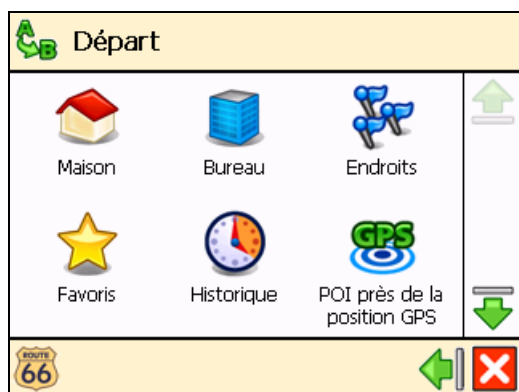 A B Départ
Maison Bureau Endroits
GPS
Favoris Historique POI près de la
position GPS
ROUTE
66